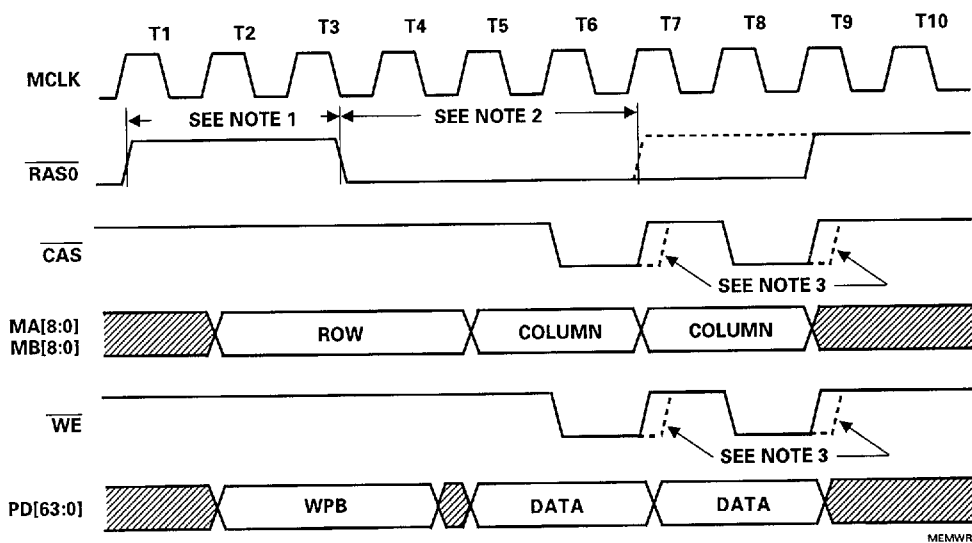 T1 T2 T3 T4 T5 T6 T7 T8 T9 T10
MCLK
SEE NOTE 1 SEE NOTE 2
RAS0
CAS
SEE NOTE 3
MA[8:0]
MB[8:0]
ROW COLUMN COLUMN
WE
SEE NOTE 3
PD[63:0] WPB DATA DATA
MEMWR